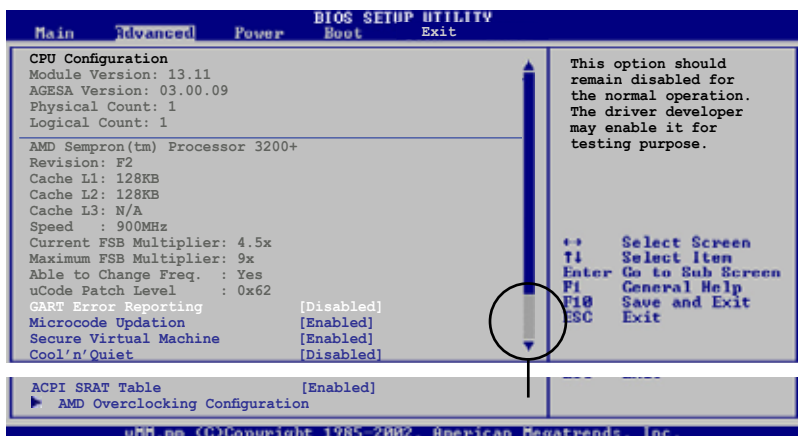 BIOS SETUP UTILITY
Main Advanced Power Boot Exit
CPU Configuration
Module Version: 13.11
AGESA Version: 03.00.09
Physical Count: 1
Logical Count: 1
AMD Sempron(tm) Processor 3200+
Revision: F2
Cache L1: 128KB
Cache L2: 128KB
Cache L3: N/A
Speed : 900MHz
Current FSB Multiplier: 4.5x
Maximum FSB Multiplier: 9x
Able to Change Freq. : Yes
uCode Patch Level : 0x62
GART Error Reporting [Disabled]
Microcode Updation [Enabled]
Secure Virtual Machine [Enabled]
Cool'n'Quiet [Disabled]
ACPI SRAT Table [Enabled]
AMD Overclocking Configuration
This option should
remain disabled for
the normal operation.
The driver developer
may enable it for
testing purpose.
↔ Select Screen
↑↓ Select Item
Enter Go to Sub Screen
F1 General Help
F10 Save and Exit
ESC Exit
(C)Copyright 1985-2002, American Megatrends, Inc.